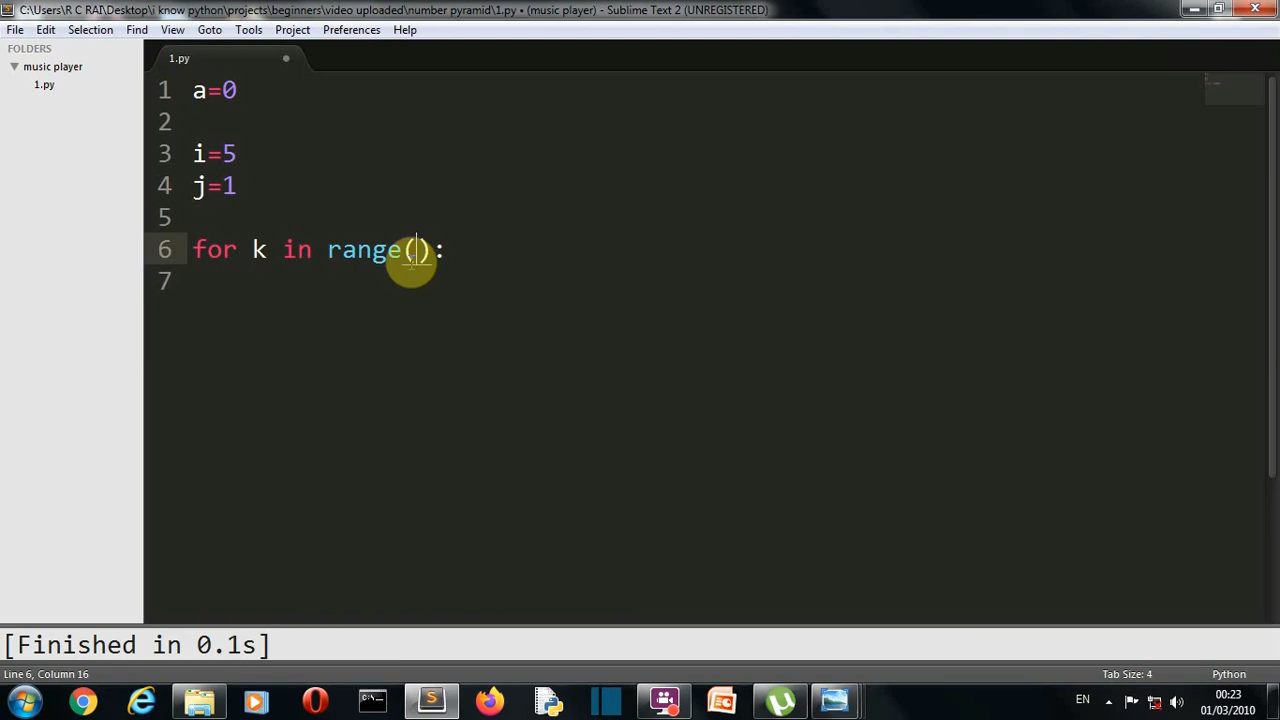 C:\Users\R C RAI\Desktop\i know python\projects\beginners\video uploaded\number pyramid\1.py • (music player) - Sublime Text 2 (UNREGISTERED)
File Edit Selection Find View Goto Tools Project Preferences Help
FOLDERS
music player
1.py
1.py
1 a=0
2
3 i=5
4 j=1
5
6 for k in range():
7
[Finished in 0.1s]
Line 6, Column 16
Tab Size: 4
Python
EN
00:23
01/03/2010